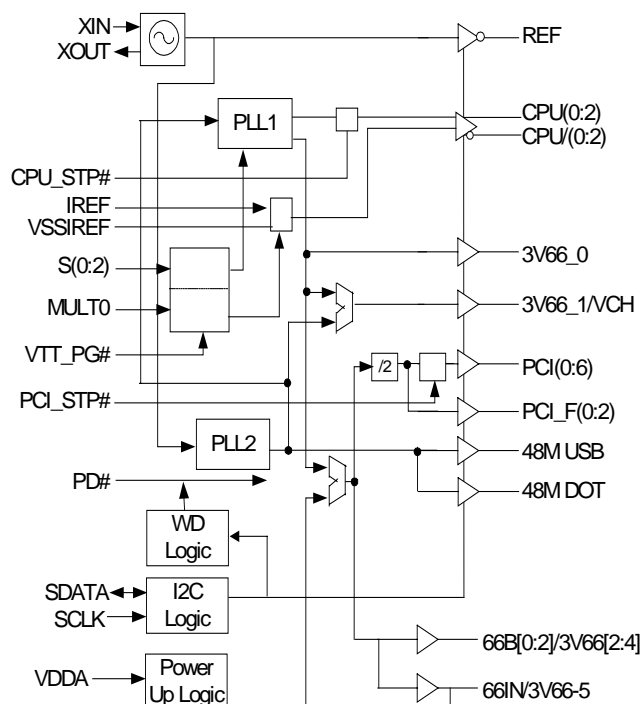 XIN
XOUT
REF
PLL1
CPU(0:2)
CPU/(0:2)
CPU_STP#
IREF
VSSIREF
S(0:2)
3V66_0
MULT0
3V66_1/VCH
VTT_PG#
/2
PCI(0:6)
PCI_STP#
PCI_F(0:2)
PLL2
48M USB
PD#
48M DOT
WD
Logic
SDATA
I2C
Logic
SCLK
66B[0:2]/3V66[2:4]
VDDA
Power
Up Logic
66IN/3V66-5